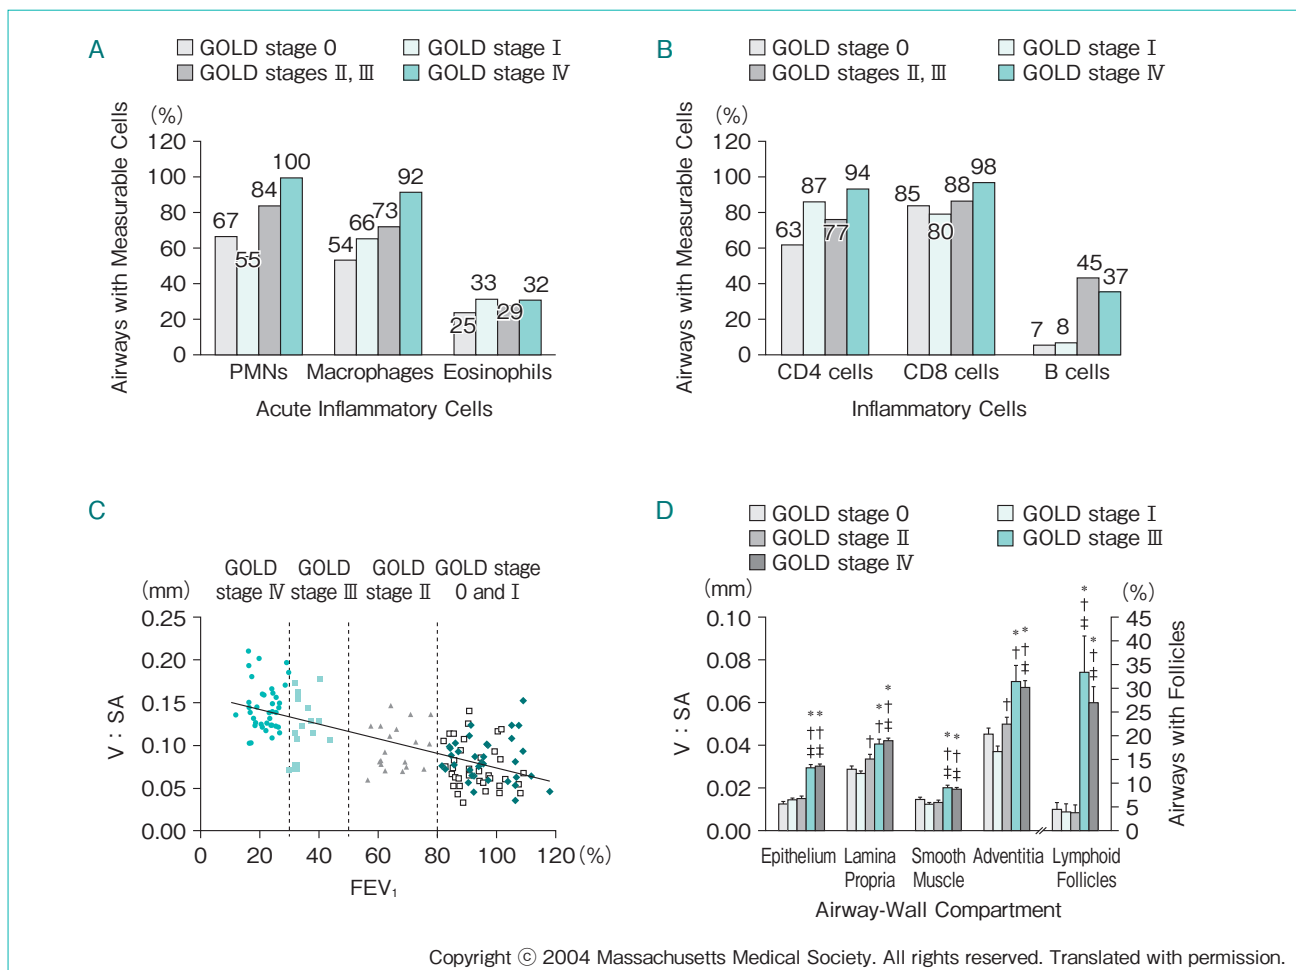 A
GOLD stage 0
GOLD stage Ⅰ
GOLD stages Ⅱ, Ⅲ
GOLD stage Ⅳ
(%)
Airways with Measurable Cells
120
100
80
60
40
20
0
67
55
84
100
54
66
73
92
25
33
29
32
PMNs
Macrophages
Eosinophils
Acute Inflammatory Cells
B
GOLD stage 0
GOLD stage Ⅰ
GOLD stages Ⅱ, Ⅲ
GOLD stage Ⅳ
(%)
Airways with Measurable Cells
120
100
80
60
40
20
0
63
87
77
94
85
80
88
98
7
8
45
37
CD4 cells
CD8 cells
B cells
Inflammatory Cells
C
GOLD stage Ⅳ
GOLD stage Ⅲ
GOLD stage Ⅱ
GOLD stage 0 and Ⅰ
(mm)
V : SA
0.25
0.20
0.15
0.10
0.05
0.00
0
20
40
60
80
100
120
(%)
FEV₁
D
GOLD stage 0
GOLD stage Ⅰ
GOLD stage Ⅱ
GOLD stage Ⅲ
GOLD stage Ⅳ
(mm)
V : SA
0.10
0.08
0.06
0.04
0.02
0.00
(%)
45
40
35
30
25
20
15
10
5
0
Airways with Follicles
* * 
† †
‡ ‡
†
*
†
*
†
‡
* *
† †
‡ ‡
†
*
†
*
†
‡
*
†
‡
*
†
‡
Epithelium
Lamina Propria
Smooth Muscle
Adventitia
Lymphoid Follicles
Airway-Wall Compartment
Copyright ⓒ 2004 Massachusetts Medical Society. All rights reserved. Translated with permission.